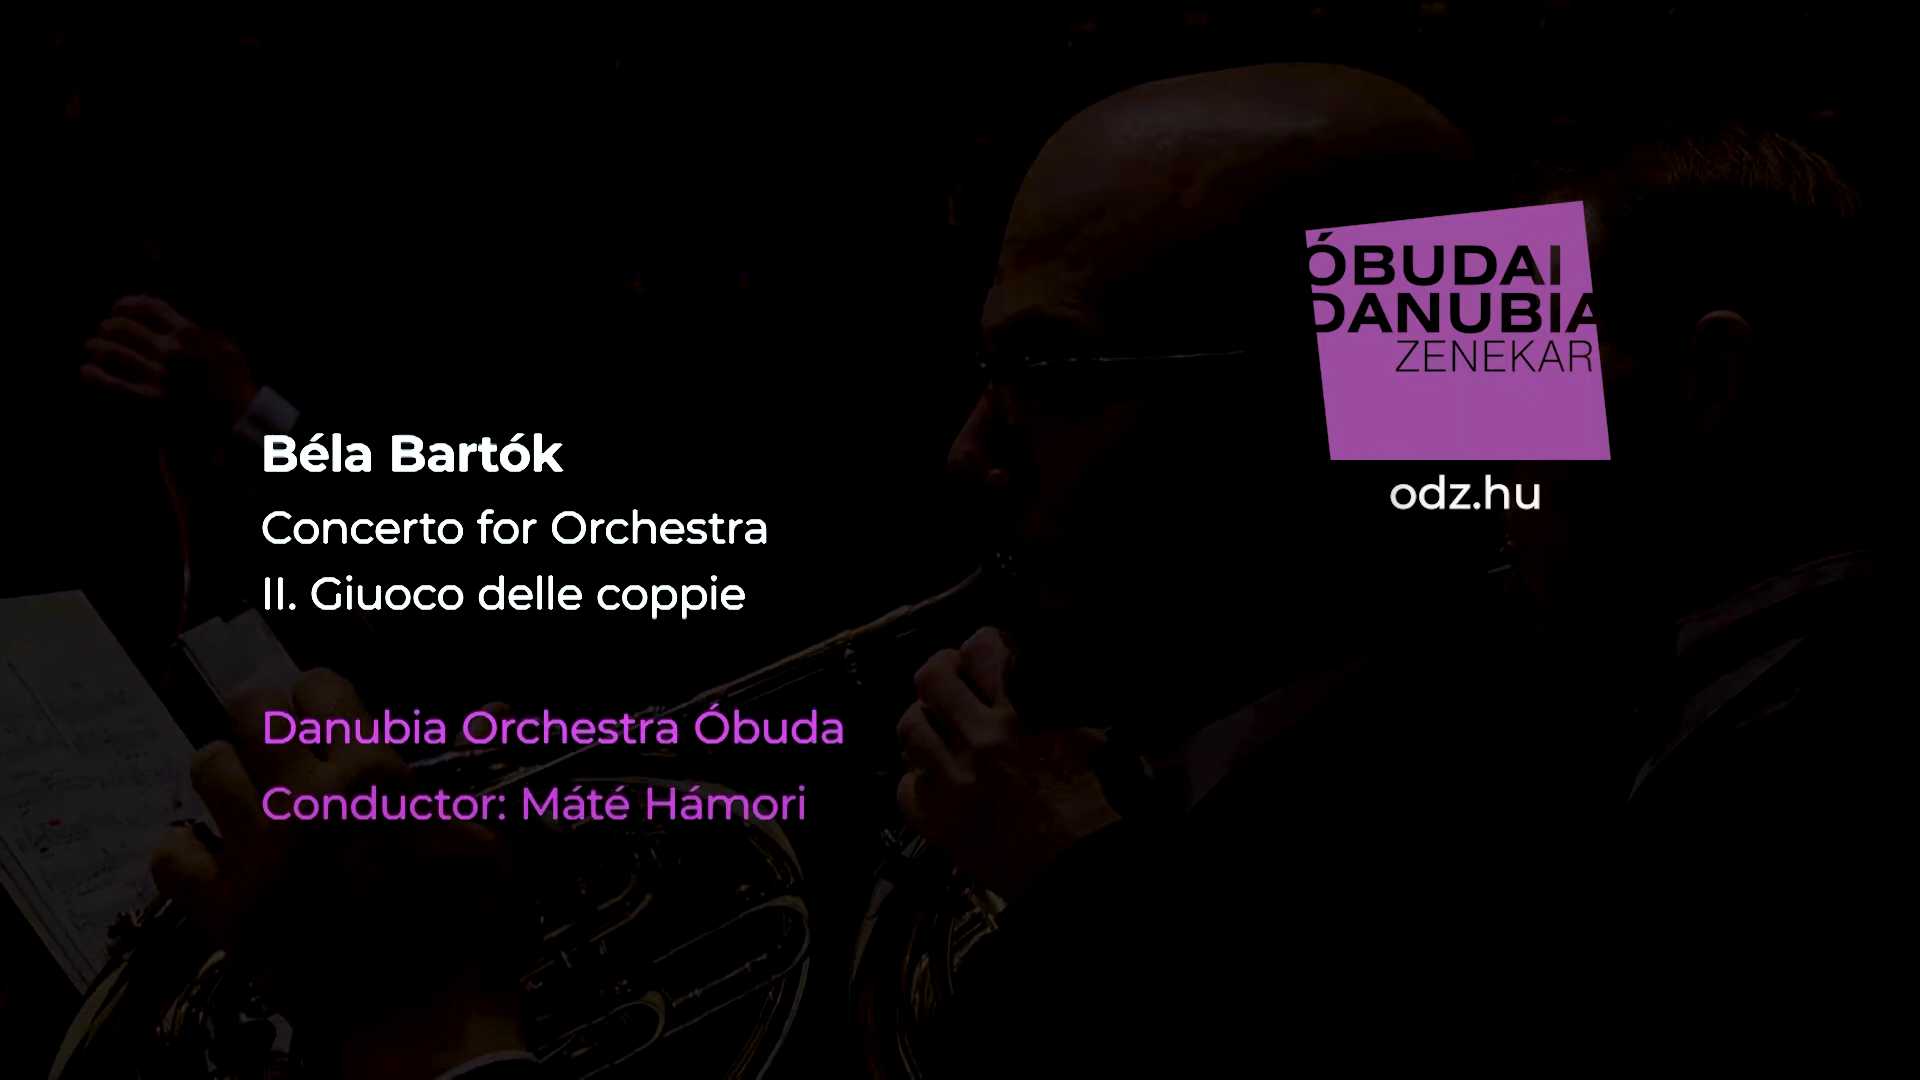 Béla Bartók
Concerto for Orchestra
II. Giuoco delle coppie
Danubia Orchestra Óbuda
Conductor: Máté Hámori
ÓBUDAI
DANUBIA
ZENEKAR
odz.hu